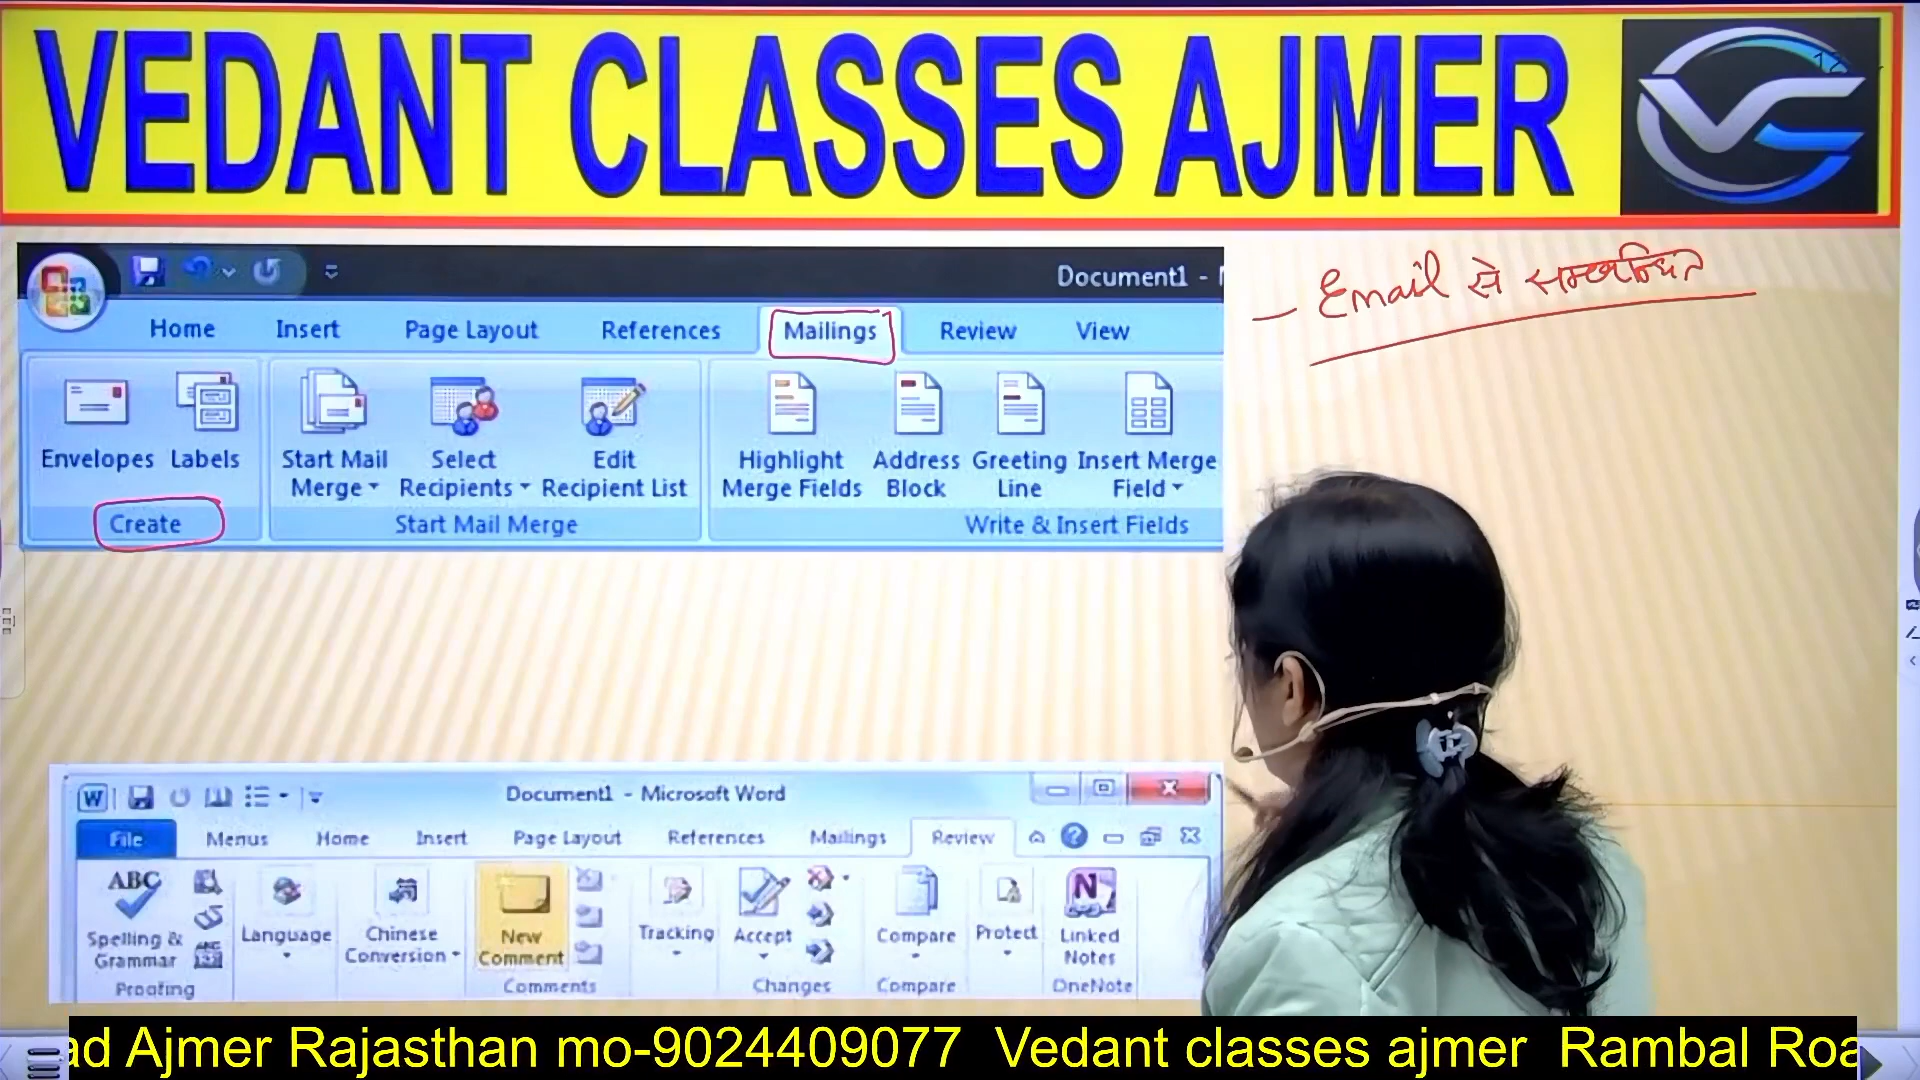 VEDANT CLASSES AJMER
Document1 -
- Email से सम्बन्धित
Home Insert Page Layout References Mailings Review View
Envelopes Labels Start Mail Merge Select Recipients Edit Recipient List Highlight Merge Fields Address Block Greeting Line Insert Merge Field
Create Start Mail Merge Write & Insert Fields
W Document1 - Microsoft Word
File Menus Home Insert Page Layout References Mailings Review
ABC Spelling & Grammar Language Chinese Conversion New Comment Tracking Accept Compare Protect N Linked Notes
Proofing Comments Changes Compare OneNote
ad Ajmer Rajasthan mo-9024409077 Vedant classes ajmer Rambal Roa